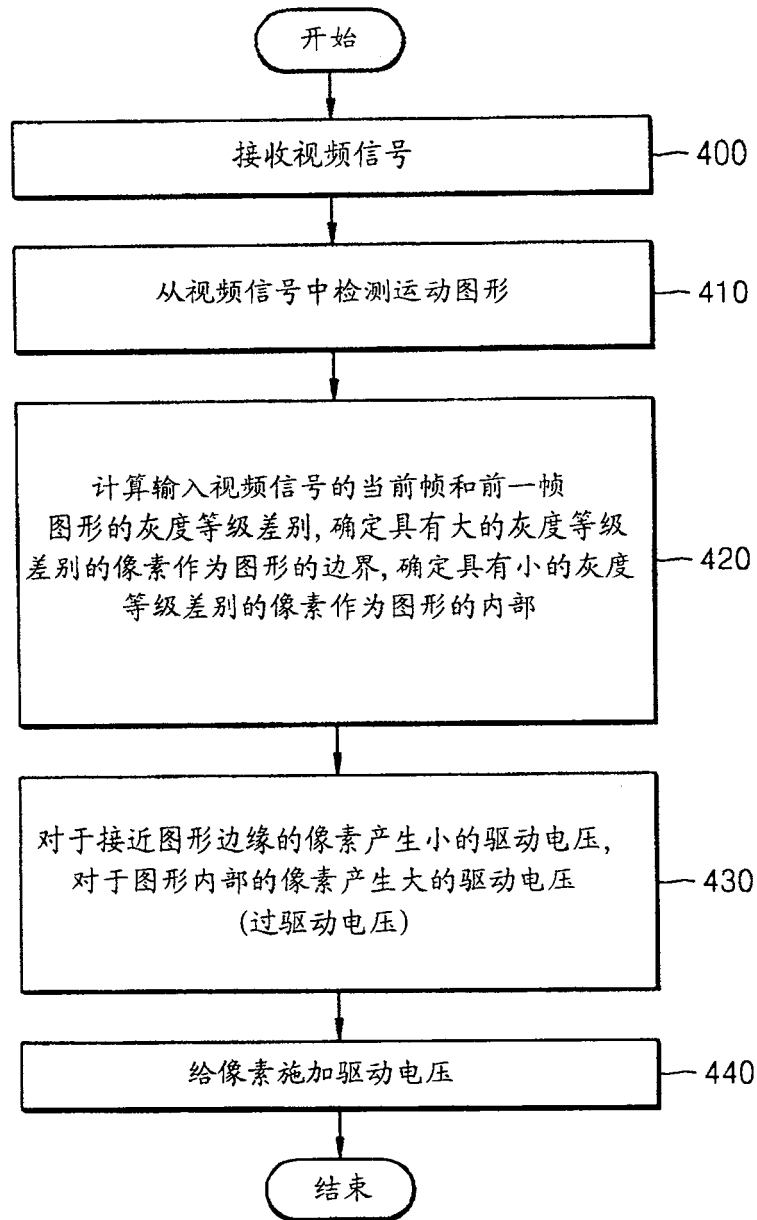 开始
接收视频信号
400
从视频信号中检测运动图形
410
计算输入视频信号的当前帧和前一帧
图形的灰度等级差别,确定具有大的灰度等级
差别的像素作为图形的边界,确定具有小的灰度
等级差别的像素作为图形的内部
420
对于接近图形边缘的像素产生小的驱动电压,
对于图形内部的像素产生大的驱动电压
(过驱动电压)
430
给像素施加驱动电压
440
结束